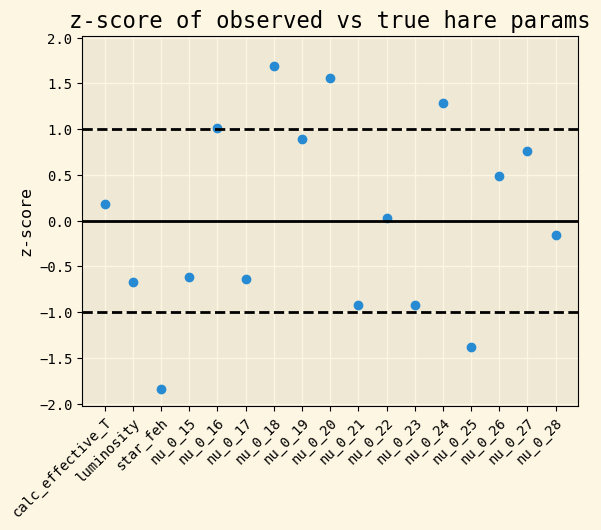 z-score of observed vs true hare params
z-score
2.0
1.5
1.0
0.5
0.0
−0.5
−1.0
−1.5
−2.0
calc_effective_T
luminosity
star_feh
nu_0_15
nu_0_16
nu_0_17
nu_0_18
nu_0_19
nu_0_20
nu_0_21
nu_0_22
nu_0_23
nu_0_24
nu_0_25
nu_0_26
nu_0_27
nu_0_28